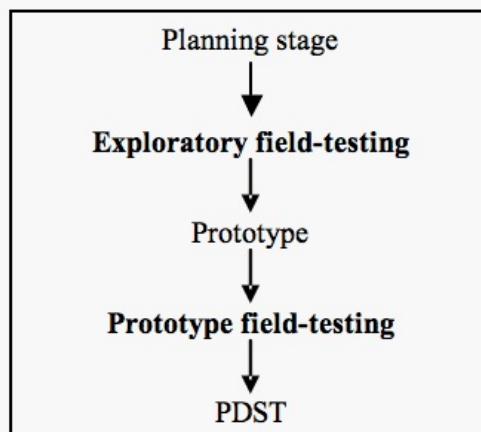 Planning stage
Exploratory field-testing
Prototype
Prototype field-testing
PDST